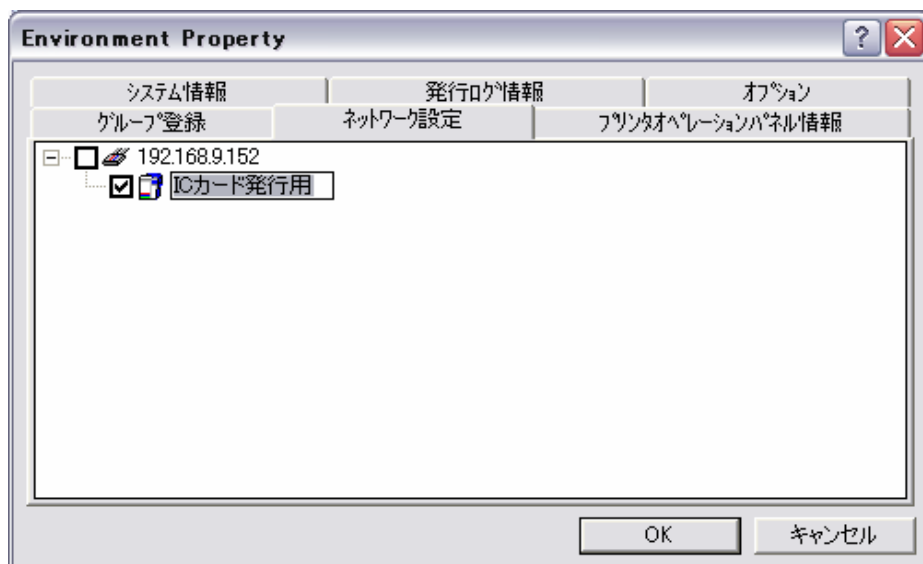 Environment Property
システム情報 発行ログ情報 オプション
グループ登録 ネットワーク設定 プリンタオペレーションパネル情報
192.168.9.152
ICカード発行用
OK キャンセル